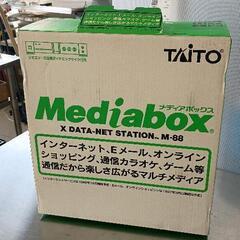 TAITO
メディアボックス
Mediabox
X DATA-NET STATION M-88
インターネット、Eメール、オンライン
ショッピング、通信カラオケ、ゲーム等
通信だから楽しさ広がるマルチメディア